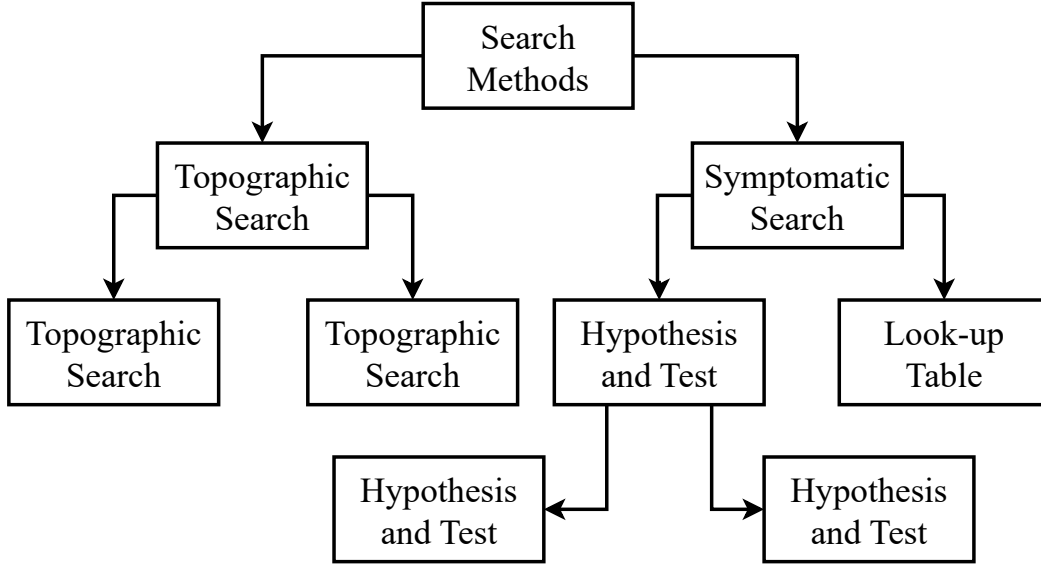 Search
Methods
Topographic
Search
Symptomatic
Search
Topographic
Search
Topographic
Search
Hypothesis
and Test
Look-up
Table
Hypothesis
and Test
Hypothesis
and Test